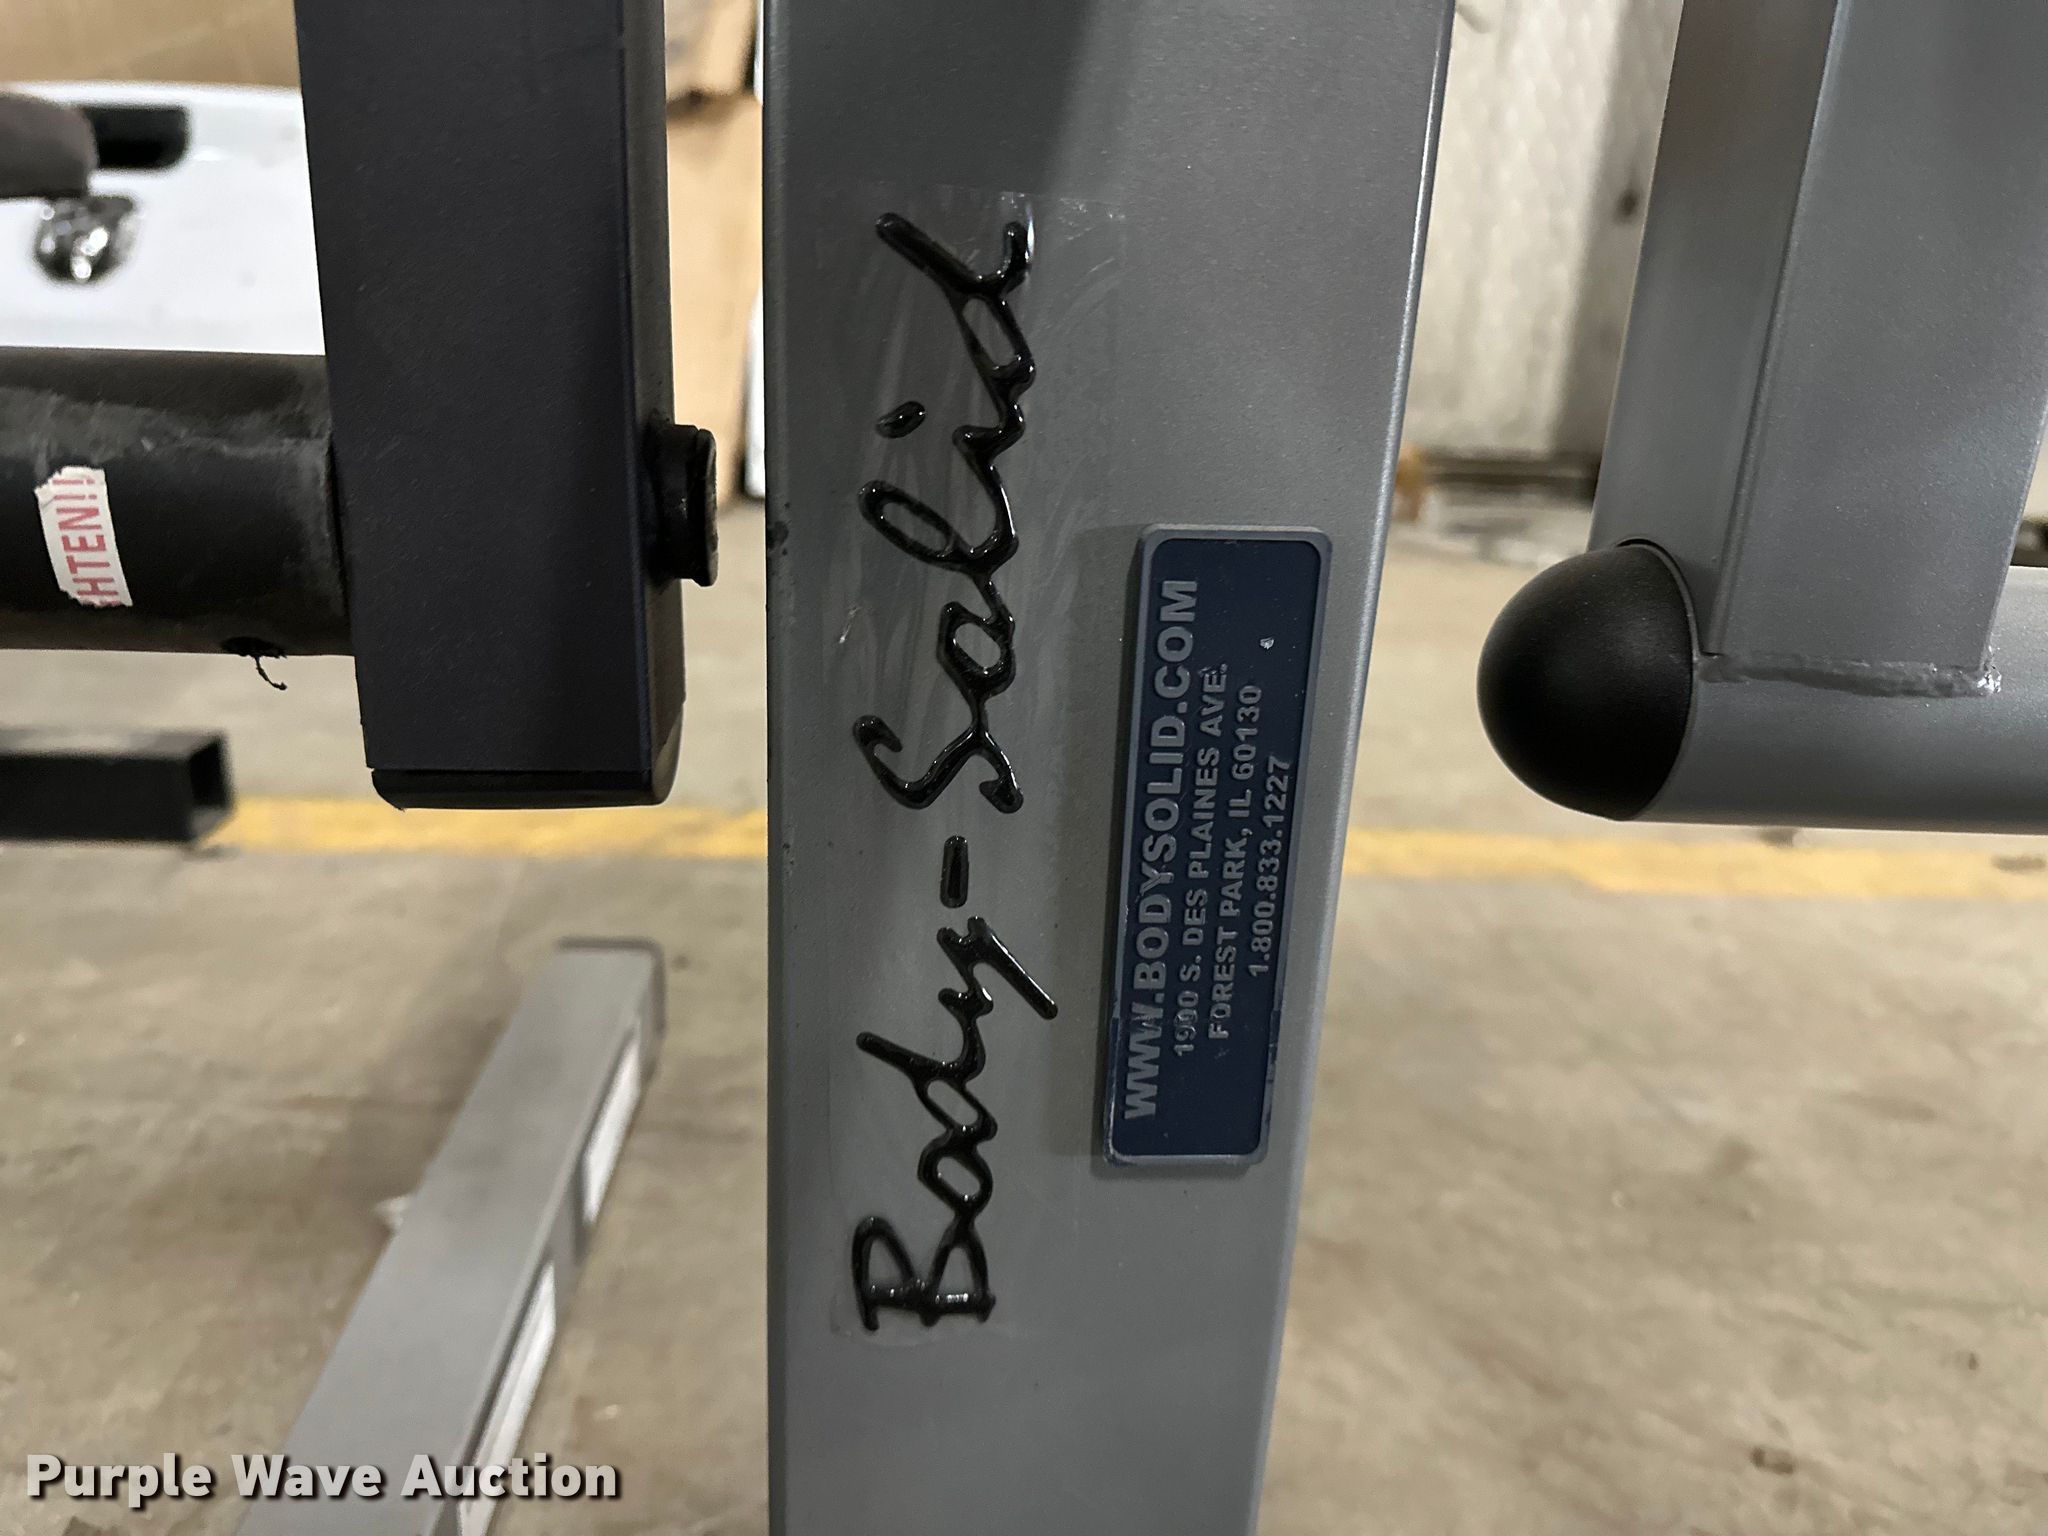 Body-Solid
WWW.BODYSOLID.COM
1900 S. DES PLAINES AVE.
FOREST PARK, IL 60130
1.800.833.1227
HTEN!!!
Purple Wave Auction